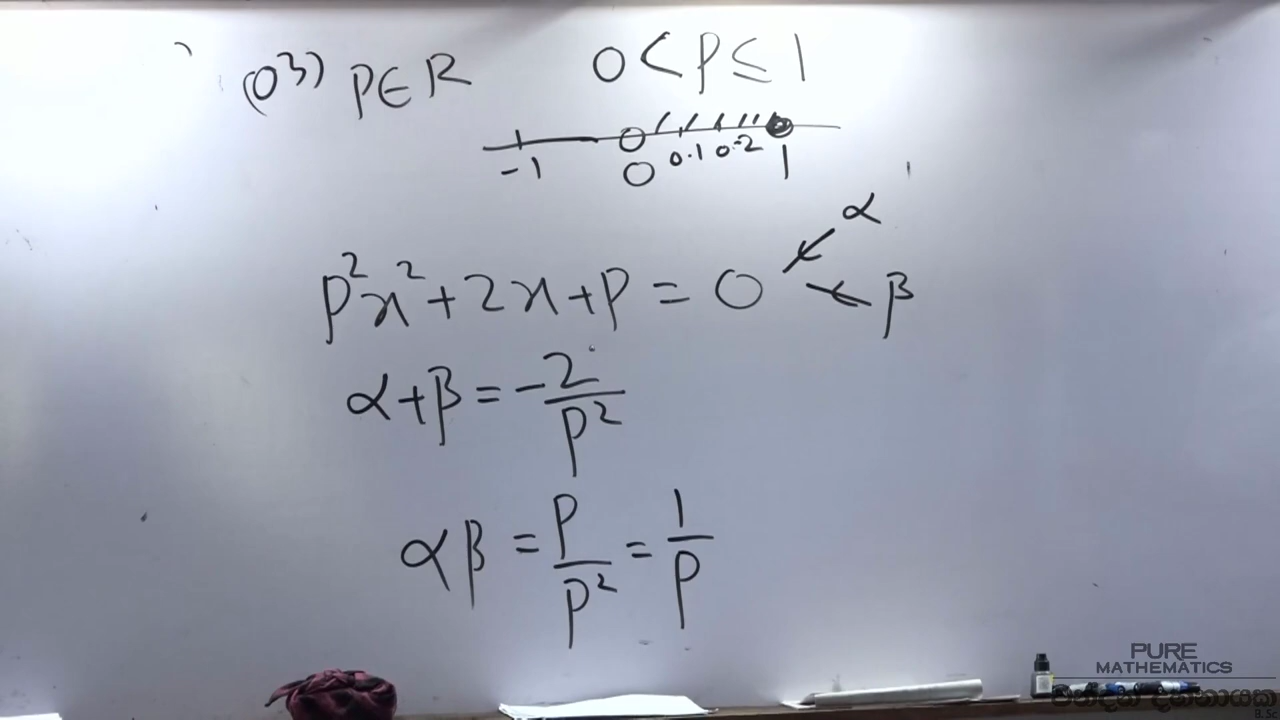 (03) P∈R 0<P≤1
-1 0 0.1 0.2 1
α
P²x²+2x+P=0 β
α+β=-2/P²
αβ=P/P²=1/P
PURE
MATHEMATICS
B.Sc